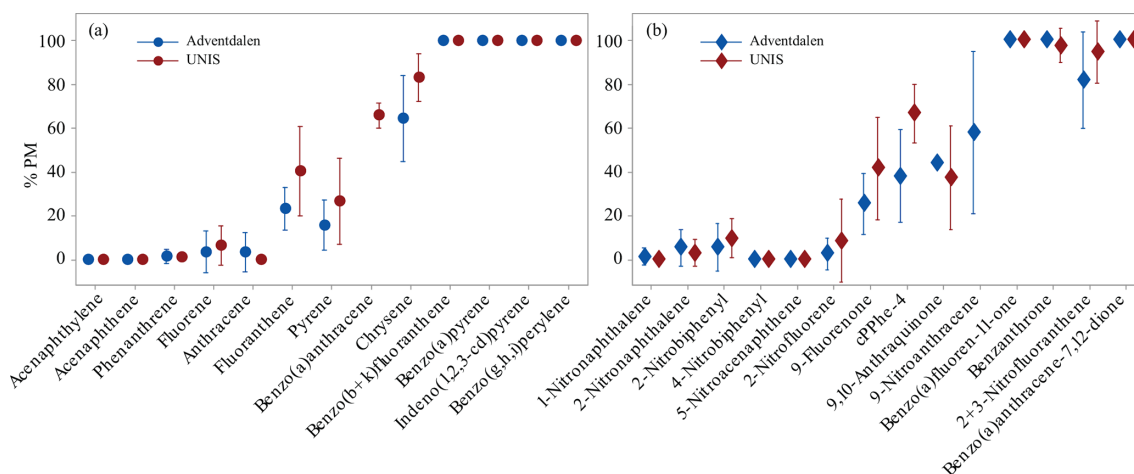 (a)
Adventdalen
UNIS
% PM
100
80
60
40
20
0
Acenaphthylene
Acenaphthene
Phenanthrene
Fluorene
Anthracene
Fluoranthene
Pyrene
Benzo(a)anthracene
Chrysene
Benzo(b+k)fluoranthene
Benzo(a)pyrene
Indeno(1,2,3-cd)pyrene
Benzo(g,h,i)perylene
(b)
Adventdalen
UNIS
100
80
60
40
20
0
1-Nitronaphthalene
2-Nitronaphthalene
2-Nitrobiphenyl
4-Nitrobiphenyl
5-Nitroacenaphthene
2-Nitrofluorene
9-Fluorenone
cPPhe-4
9,10-Anthraquinone
9-Nitroanthracene
Benzo(a)fluoren-11-one
Benzanthrone
2+3-Nitrofluoranthene
Benzo(a)anthracene-7,12-dione